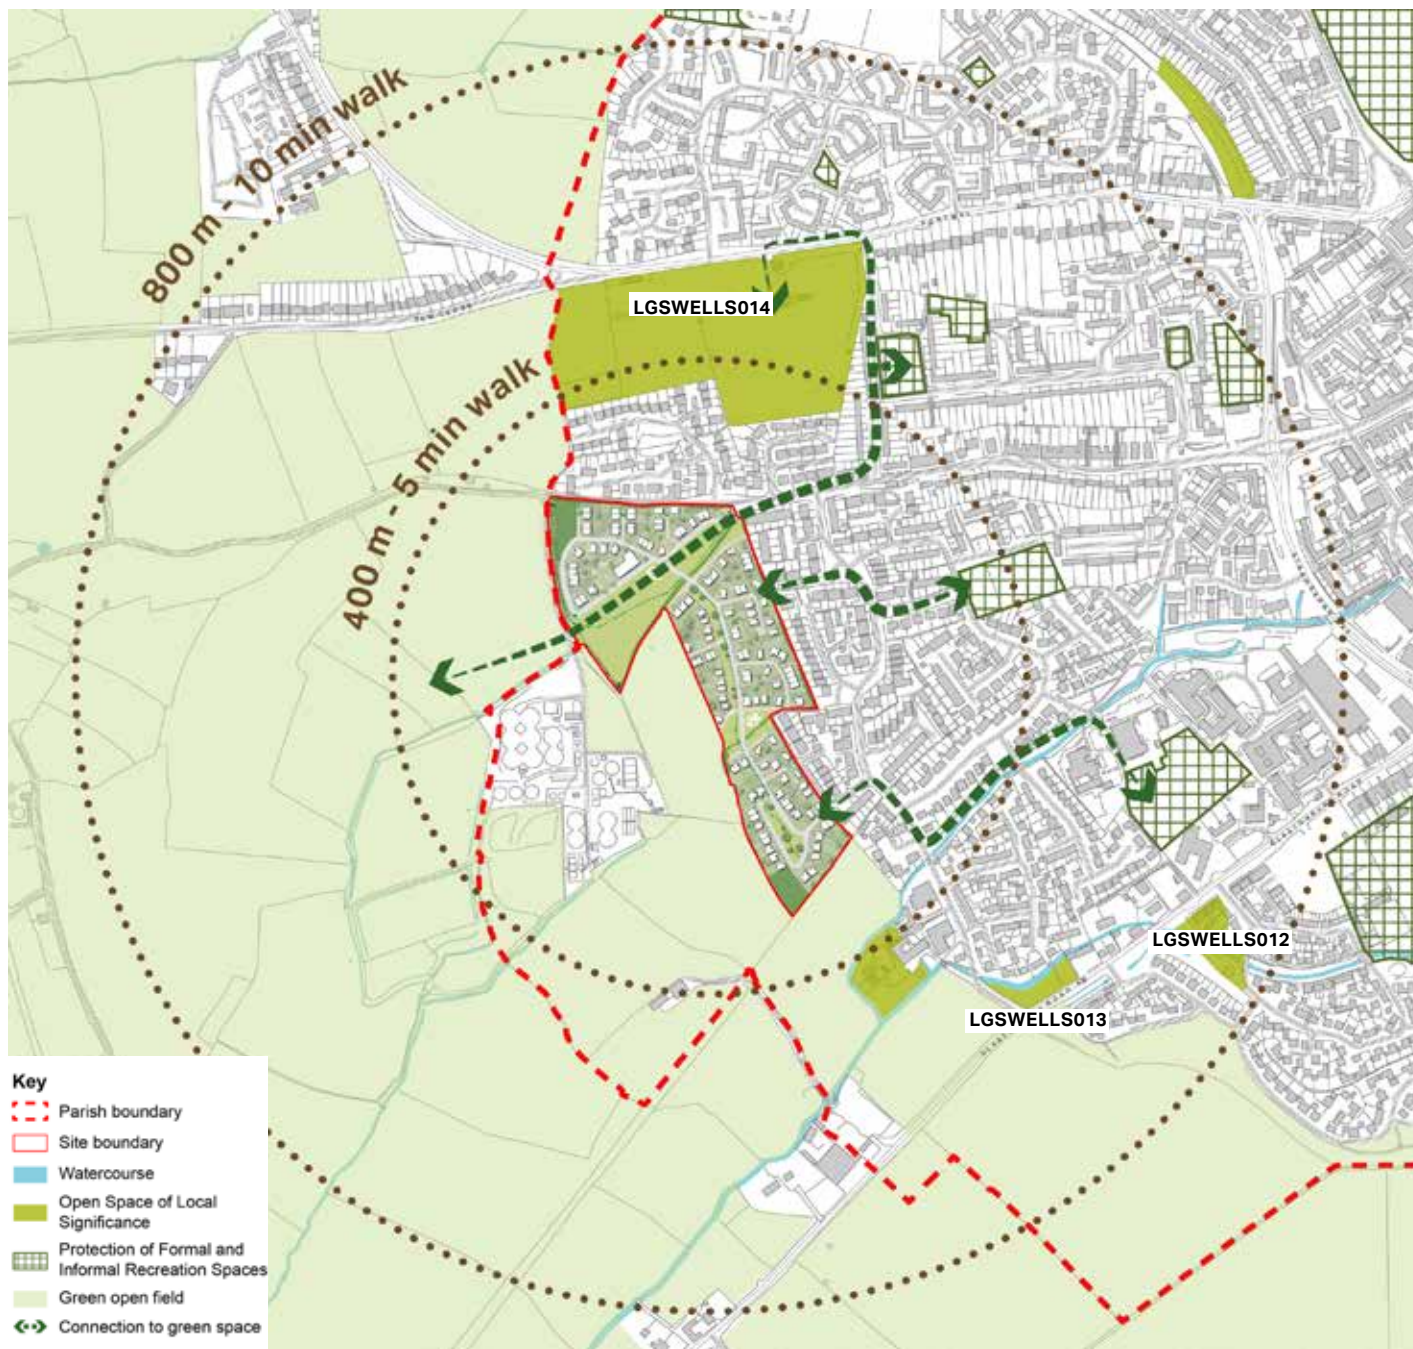 800 m - 10 min walk
LGSWELLS014
400 m - 5 min walk
LGSWELLS012
LGSWELLS013
Key
Parish boundary
Site boundary
Watercourse
Open Space of Local
Significance
Protection of Formal and
Informal Recreation Spaces
Green open field
Connection to green space